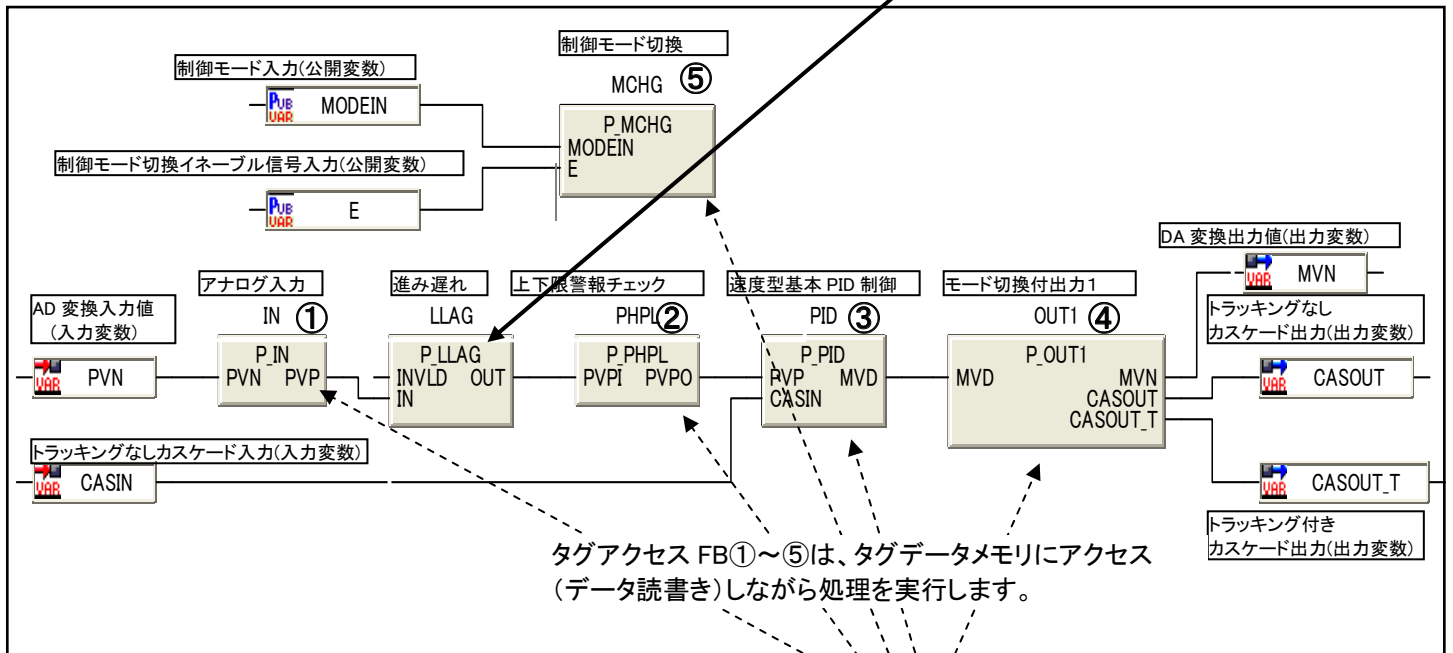 制御モード切換
MCHG ⑤
制御モード入力(公開変数)
PUB VAR MODEIN
P_MCHG
MODEIN
E
制御モード切換イネーブル信号入力(公開変数)
PUB VAR E
DA 変換出力値(出力変数)
VAR MVN
アナログ入力
進み遅れ
上下限警報チェック
速度型基本 PID 制御
モード切換付出力1
AD 変換入力値
(入力変数)
IN ①
LLAG
PHPL ②
PID ③
OUT1 ④
トラッキングなし
カスケード出力(出力変数)
VAR PVN
P_IN
PVN PVP
P_LLAG
INVLD OUT
IN
P_PHPL
PVPI PVPO
P_PID
PVP MVD
CASIN
P_OUT1
MVD MVN
CASOUT
CASOUT_T
VAR CASOUT
トラッキングなしカスケード入力(入力変数)
VAR CASIN
VAR CASOUT_T
トラッキング付き
カスケード出力(出力変数)
タグアクセス FB①～⑤は、タグデータメモリにアクセス
(データ読書き)しながら処理を実行します。